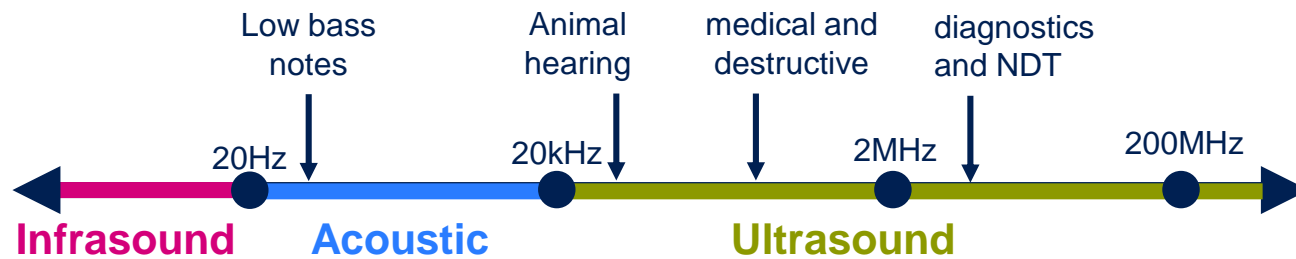 Low bass
notes
Animal
hearing
medical and
destructive
diagnostics
and NDT
20Hz
20kHz
2MHz
200MHz
Infrasound
Acoustic
Ultrasound